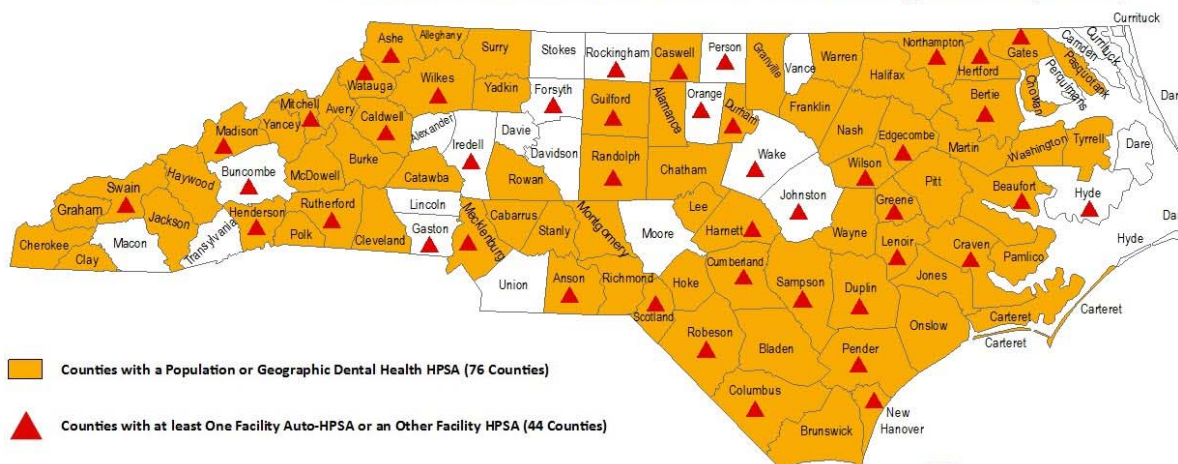 Currituck
Ashe
Alleghany
Surry
Stokes
Rockingham
Caswell
Person
Granville
Vance
Warren
Northampton
Gates
Camden
Currituck
Pasquotank
Perquimans
Chowan
Hertford
Halifax
Watauga
Wilkes
Yadkin
Forsyth
Guilford
Alamance
Orange
Durham
Franklin
Bertie
Dar
Mitchell
Avery
Caldwell
Alexander
Davie
Iredell
Nash
Edgecombe
Martin
Washington
Tyrrell
Dare
Madison
Yancey
Burke
Davidson
Randolph
Chatham
Wake
Wilson
Buncombe
McDowell
Catawba
Rowan
Pitt
Beaufort
Hyde
Haywood
Swain
Johnston
Greene
Graham
Jackson
Henderson
Rutherford
Lincoln
Cabarrus
Montgomery
Lee
Harnett
Wayne
Lenoir
Craven
Pamlico
Da
Hyde
Cherokee
Clay
Macon
Transylvania
Polk
Cleveland
Gaston
Mecklenburg
Stanly
Moore
Cumberland
Sampson
Duplin
Jones
Carteret
Carteret
Carteret
Union
Anson
Richmond
Scotland
Hoke
Onslow
Robeson
Bladen
Pender
Columbus
Brunswick
New
Hanover
Counties with a Population or Geographic Dental Health HPSA (76 Counties)
Counties with at least One Facility Auto-HPSA or an Other Facility HPSA (44 Counties)